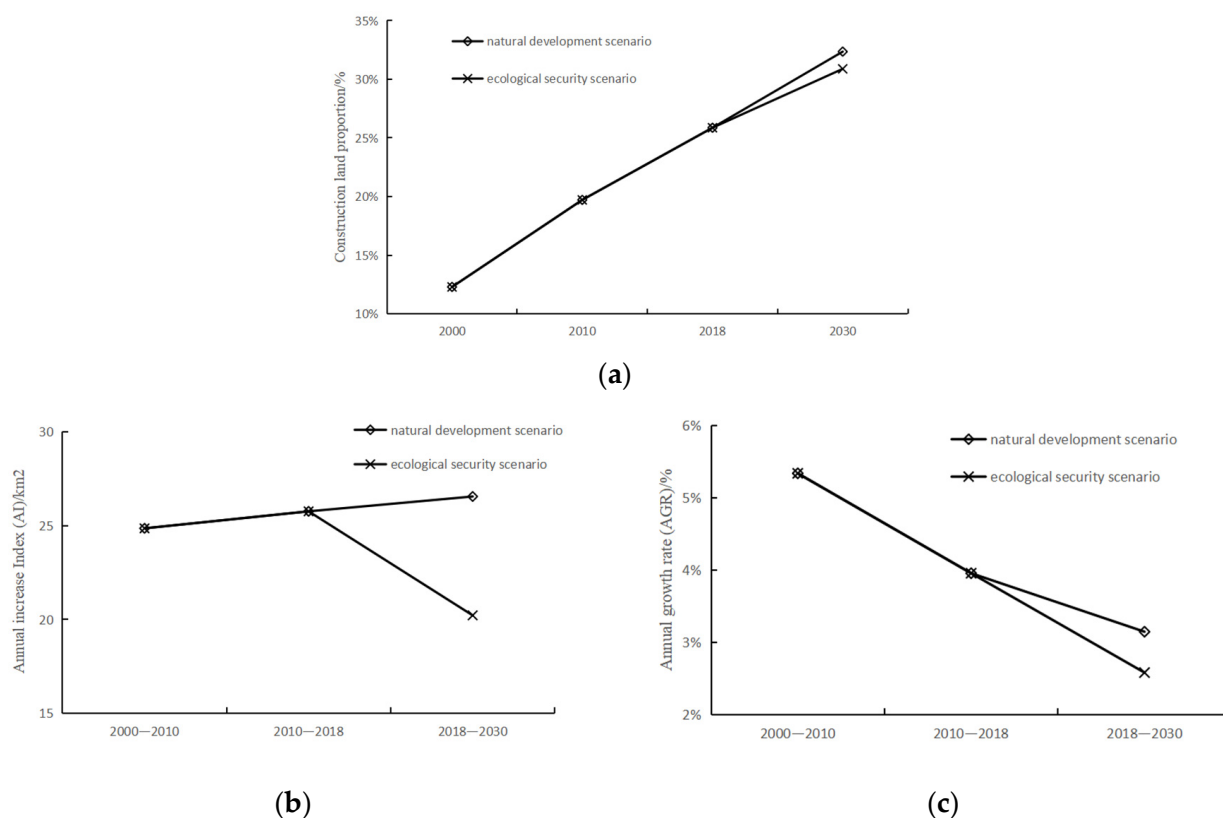 35%
natural development scenario
30%
ecological security scenario
25%
20%
15%
10%
Construction land proportion/%
2000 2010 2018 2030
(a)
30
natural development scenario
ecological security scenario
25
20
15
Annual increase Index (AI)/km2
2000—2010 2010—2018 2018—2030
(b)
6%
natural development scenario
5%
ecological security scenario
4%
3%
2%
Annual growth rate (AGR)/%
2000—2010 2010—2018 2018—2030
(c)